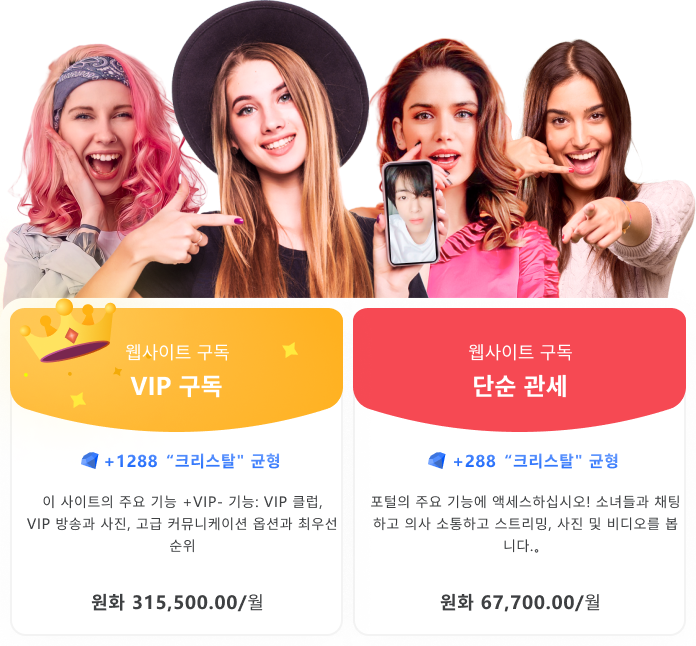 웹사이트 구독
VIP 구독
+1288 “크리스탈" 균형
이 사이트의 주요 기능 +VIP- 기능: VIP 클럽,
VIP 방송과 사진, 고급 커뮤니케이션 옵션과 최우선
순위
원화 315,500.00/월
웹사이트 구독
단순 관세
+288 “크리스탈" 균형
포털의 주요 기능에 액세스하십시오! 소녀들과 채팅
하고 의사 소통하고 스트리밍, 사진 및 비디오를 봅
니다.。
원화 67,700.00/월